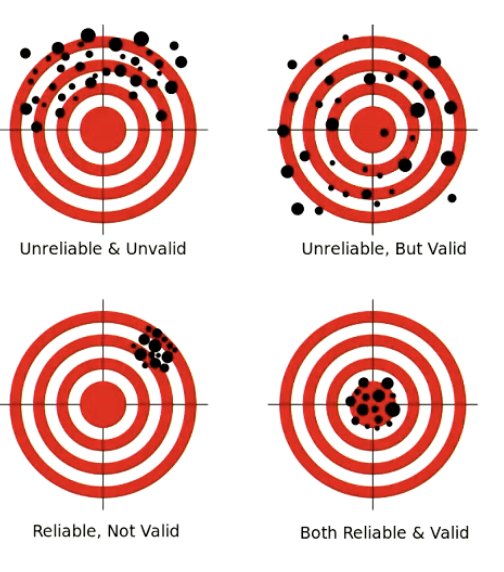 Unreliable & Unvalid
Unreliable, But Valid
Reliable, Not Valid
Both Reliable & Valid